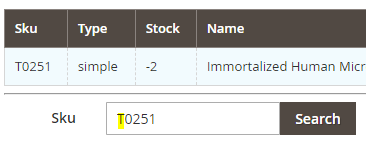 Sku Type Stock Name
T0251 simple -2 Immortalized Human Micr
Sku T0251 Search